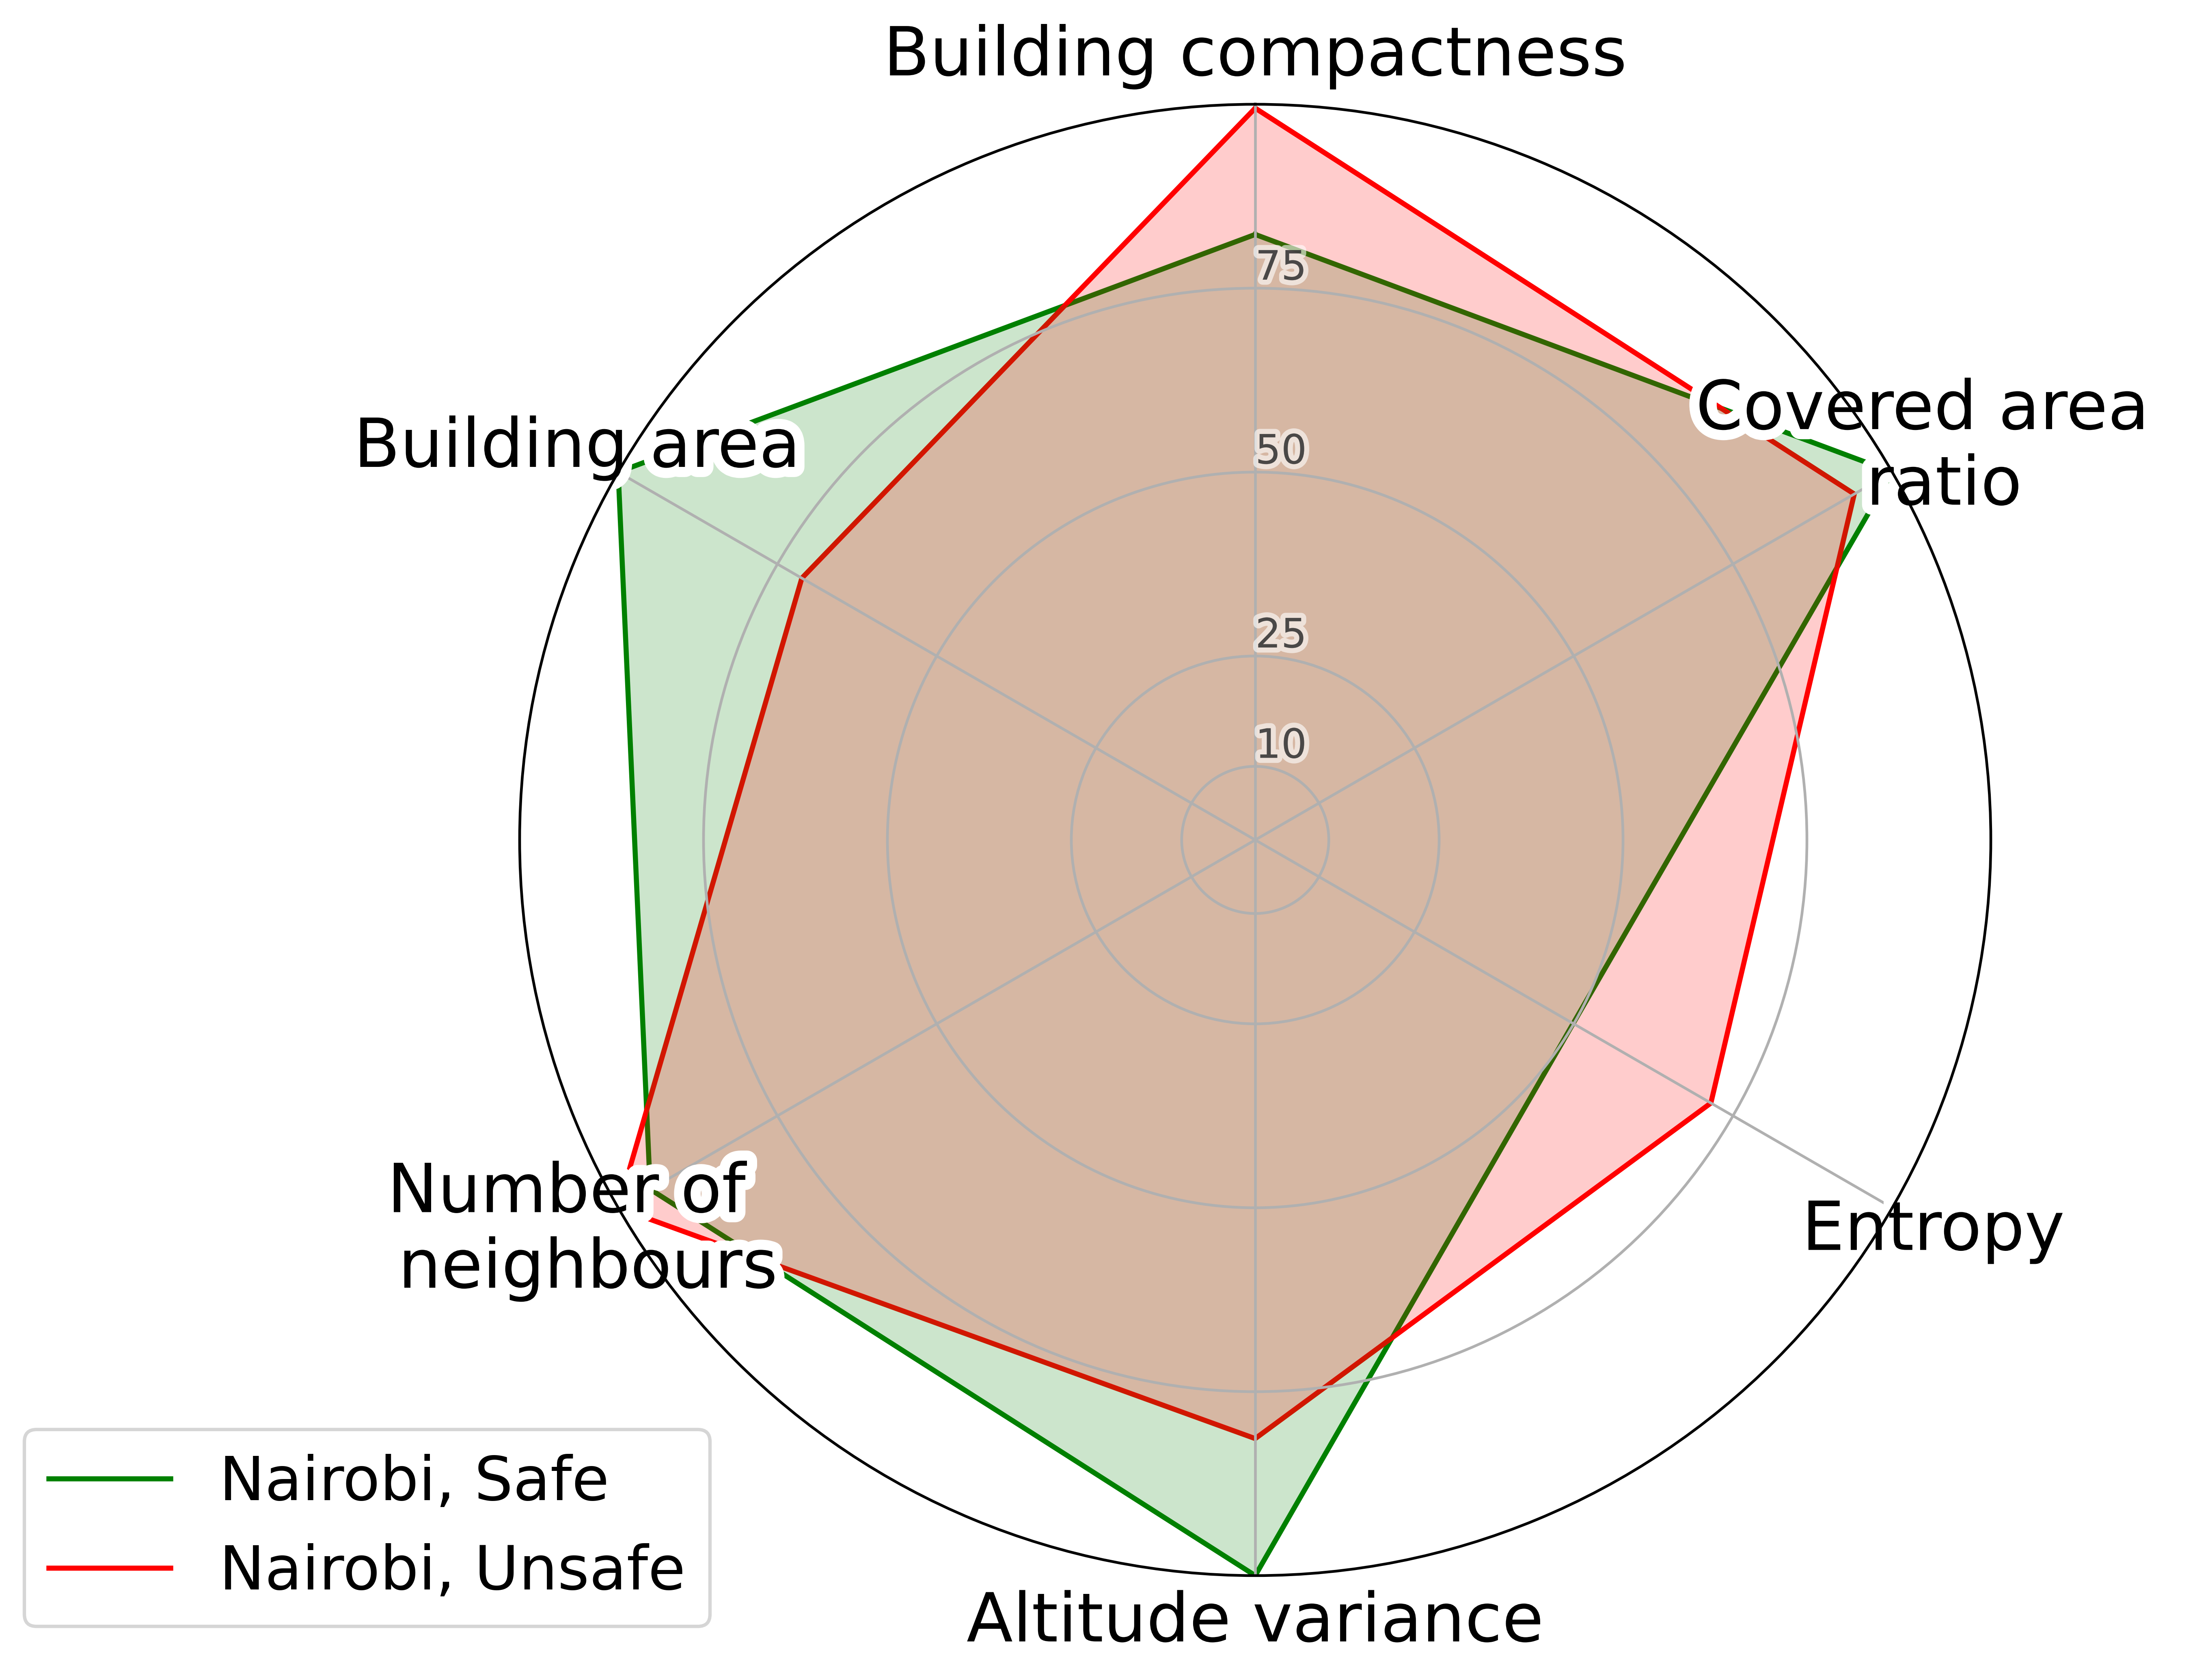 Building compactness
Covered area
ratio
Building area
75
50
25
10
Number of
neighbours
Entropy
Altitude variance
Nairobi, Safe
Nairobi, Unsafe